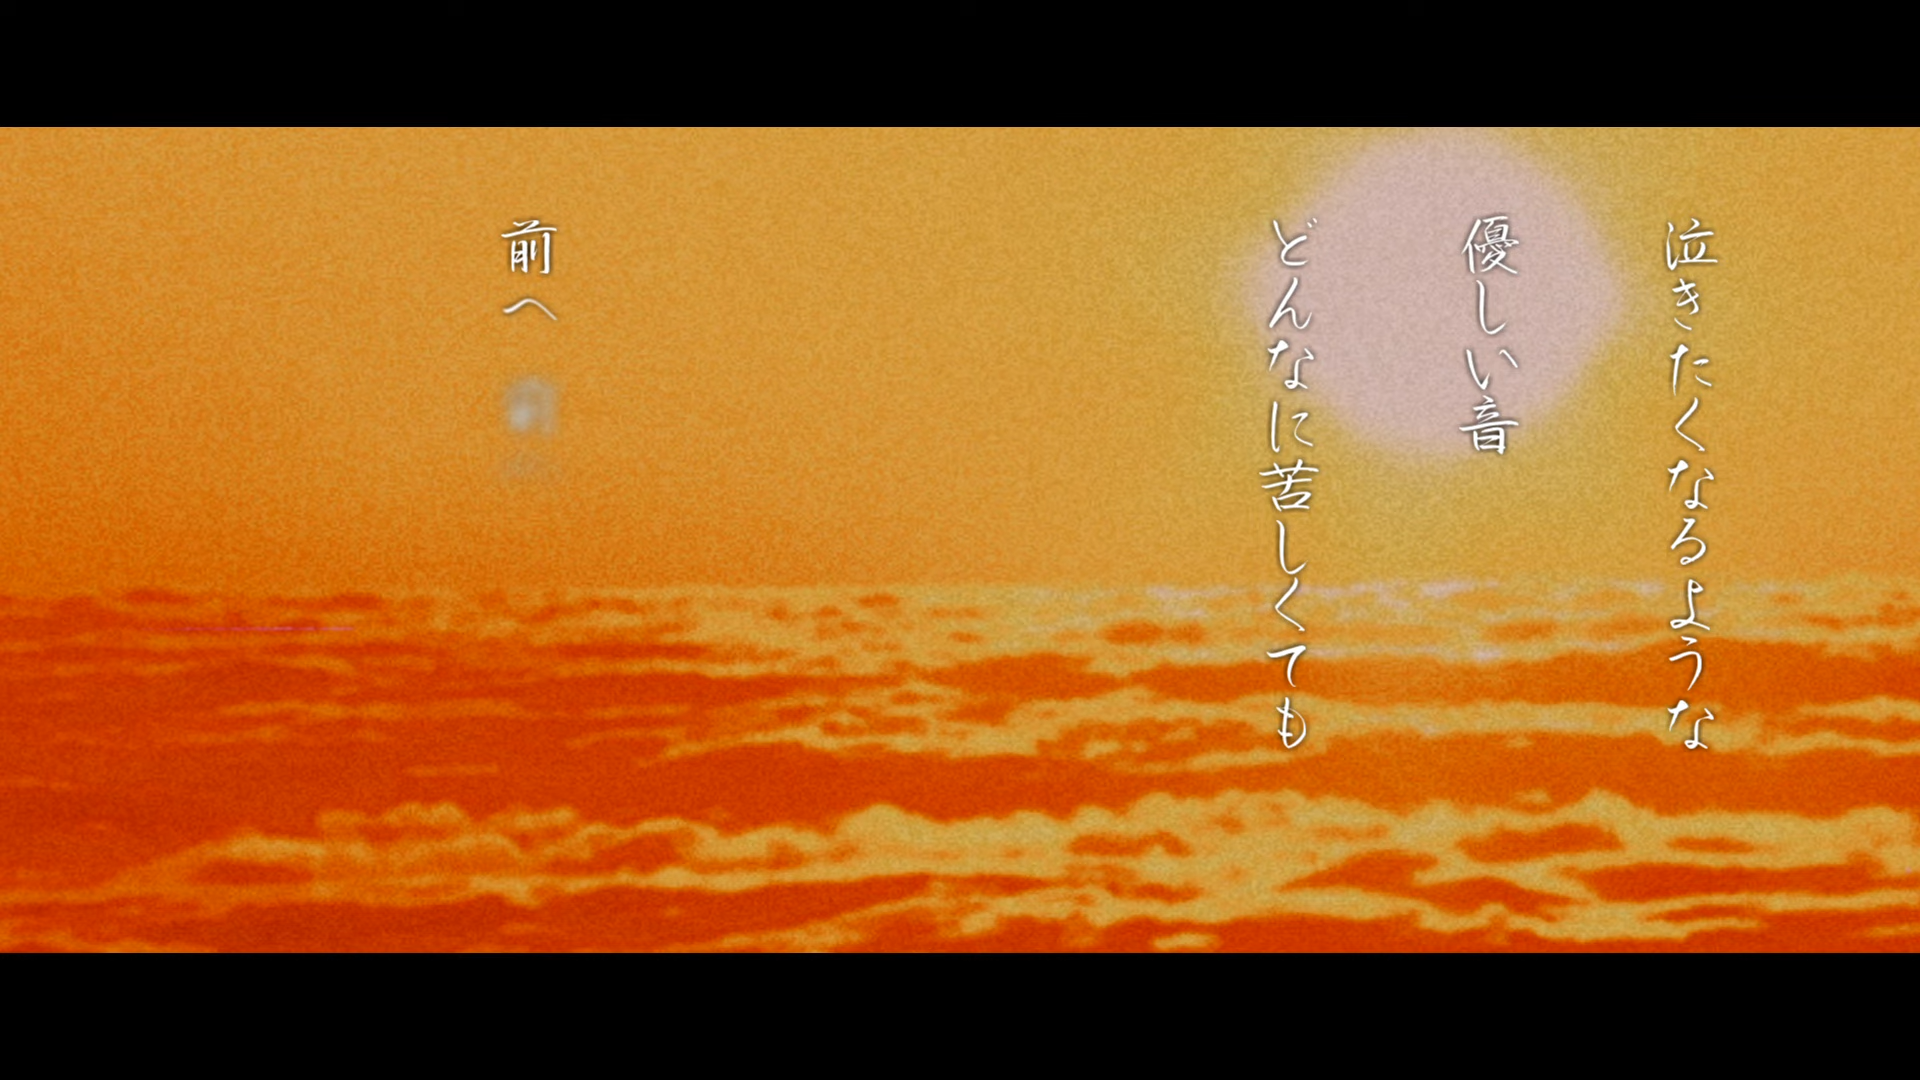 泣きたくなるような
優しい音
どんなに苦しくても
前へ